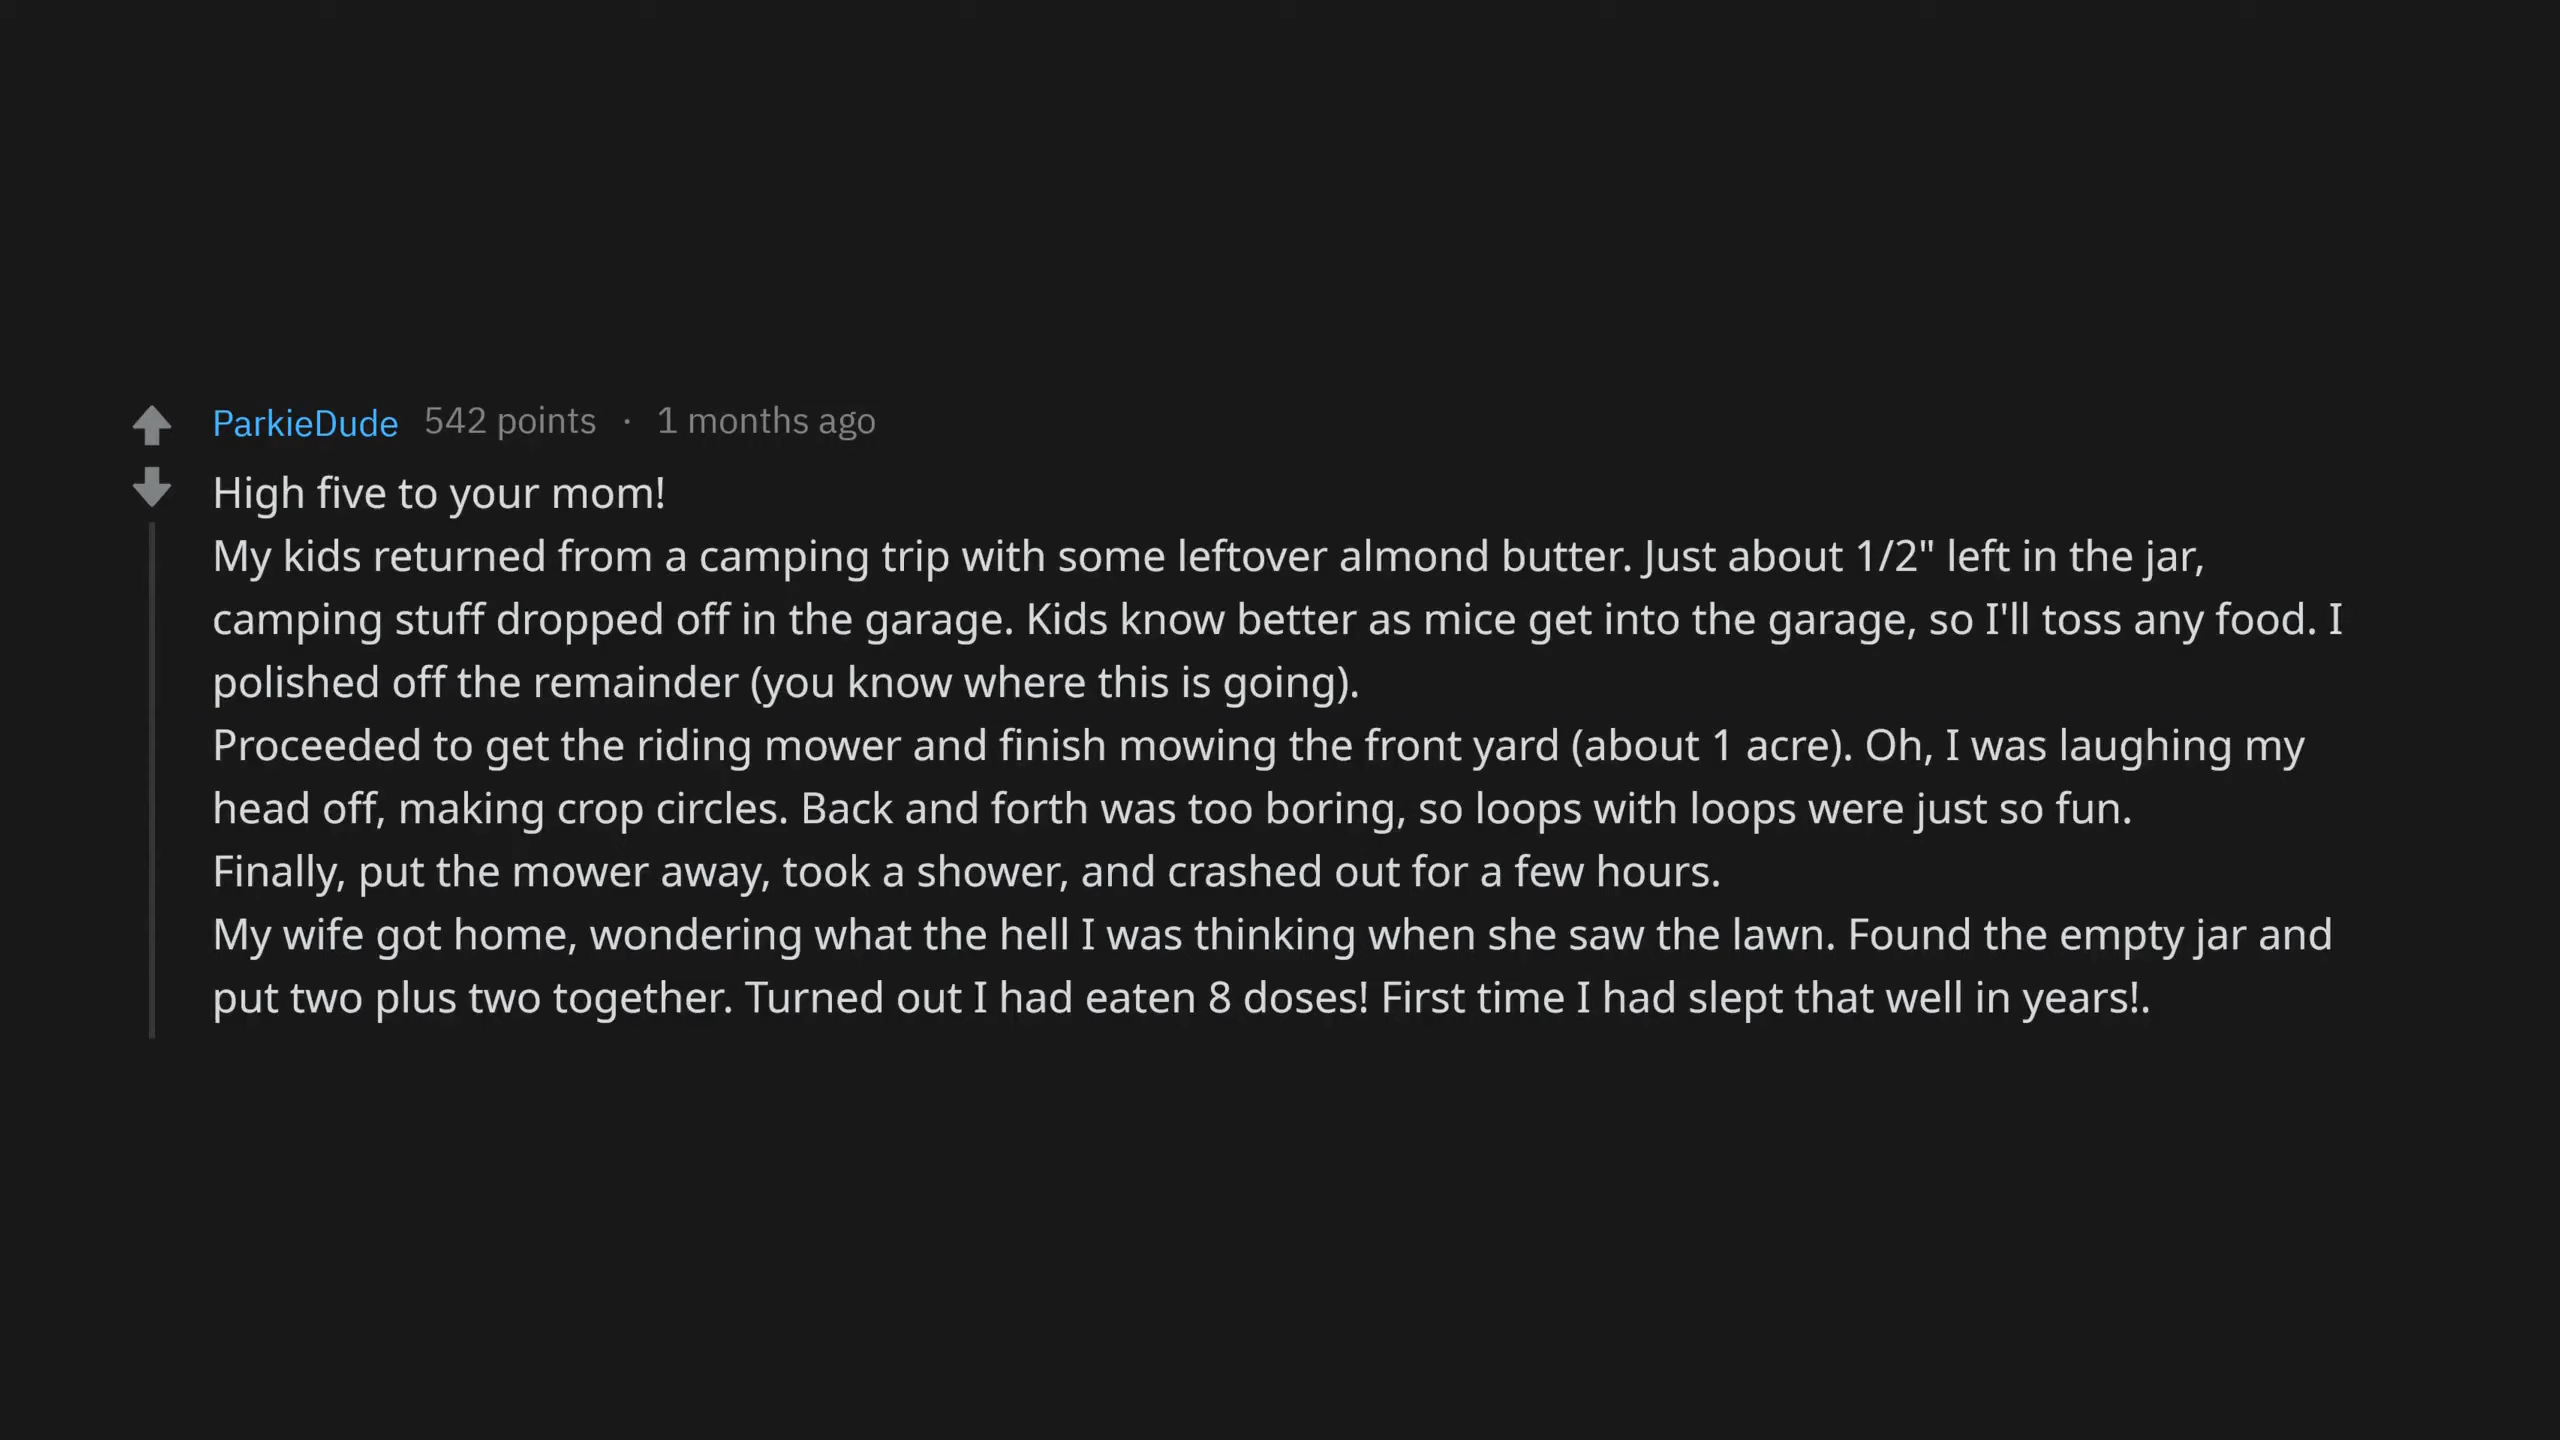 ParkieDude 542 points · 1 months ago
High five to your mom!
My kids returned from a camping trip with some leftover almond butter. Just about 1/2" left in the jar,
camping stuff dropped off in the garage. Kids know better as mice get into the garage, so I'll toss any food. I
polished off the remainder (you know where this is going).
Proceeded to get the riding mower and finish mowing the front yard (about 1 acre). Oh, I was laughing my
head off, making crop circles. Back and forth was too boring, so loops with loops were just so fun.
Finally, put the mower away, took a shower, and crashed out for a few hours.
My wife got home, wondering what the hell I was thinking when she saw the lawn. Found the empty jar and
put two plus two together. Turned out I had eaten 8 doses! First time I had slept that well in years!.